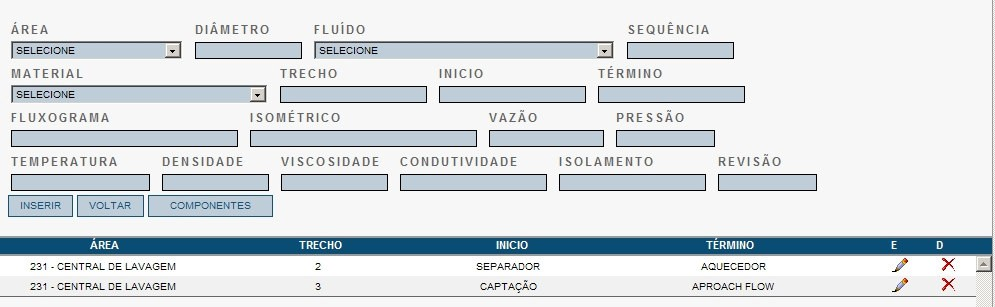 ÁREA DIÂMETRO FLUÍDO SEQUÊNCIA
SELECIONE SELECIONE
MATERIAL TRECHO INICIO TÉRMINO
SELECIONE
FLUXOGRAMA ISOMÉTRICO VAZÃO PRESSÃO
TEMPERATURA DENSIDADE VISCOSIDADE CONDUTIVIDADE ISOLAMENTO REVISÃO
INSERIR VOLTAR COMPONENTES
ÁREA TRECHO INICIO TÉRMINO E D
231 - CENTRAL DE LAVAGEM 2 SEPARADOR AQUECEDOR
231 - CENTRAL DE LAVAGEM 3 CAPTAÇÃO APROACH FLOW